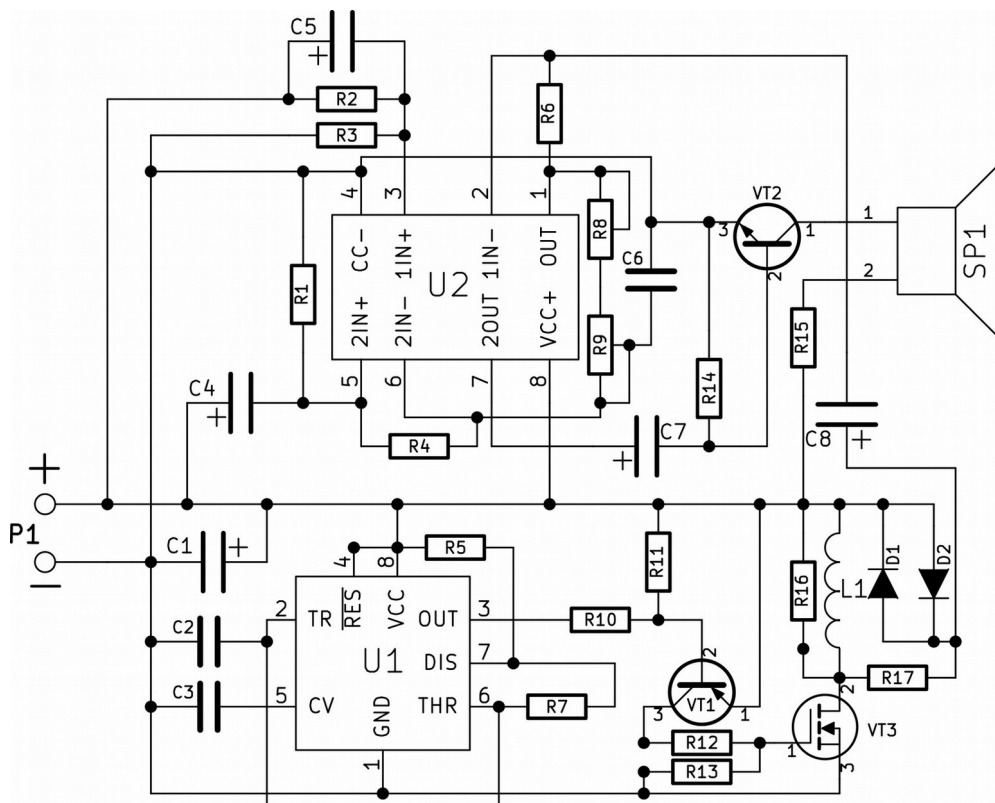 C5
R2
R3
R6
4
3
2
1
VT2
3
1
2
1
2
SP1
CC-
1IN+
1IN-
OUT
U2
2IN+
2IN-
2OUT
VCC+
R8
C6
R1
R9
R14
R15
5
6
7
8
C4
+
R4
C7
+
C8
+
+
P1
−
C1
+
4
8
R5
R11
R16
L1
D1
D2
C2
2
TR
RES
VCC
OUT
3
R10
U1
DIS
7
2
VT1
3
1
R17
2
C3
5
CV
GND
THR
6
R7
R12
R13
1
VT3
3
1